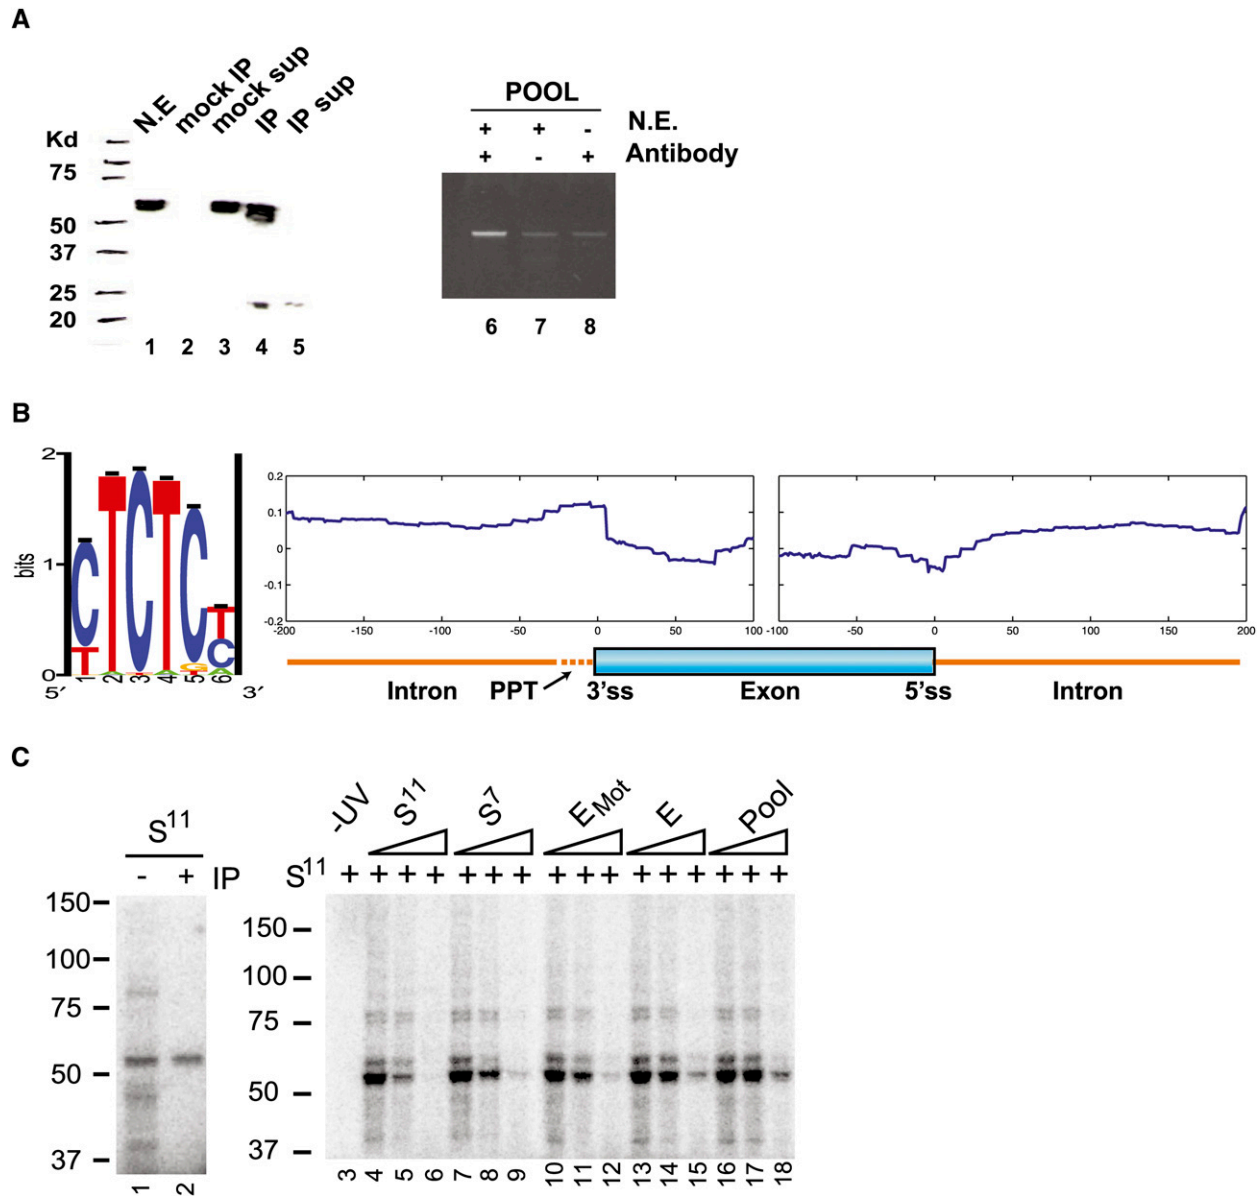 A
N.E
mock IP
mock sup
IP
IP sup
Kd
75
50
37
25
20
1 2 3 4 5
POOL
+ + - N.E.
+ - + Antibody
6 7 8
B
2
1
0
bits
CTCTCT
TAGATC
GTA
1 2 3 4 5 6
5' 3'
0.2
0.1
0
-0.1
-0.2
-200 -150 -100 -50 0 50 100
-100 -50 0 50 100 150 200
Intron PPT 3'ss Exon 5'ss Intron
C
S11
- + IP
150
100
75
50
37
1 2
-UV S11 S7 EMot E Pool
S11 + + + + + + + + + + + + + + + +
150
100
75
50
37
3 4 5 6 7 8 9 10 11 12 13 14 15 16 17 18